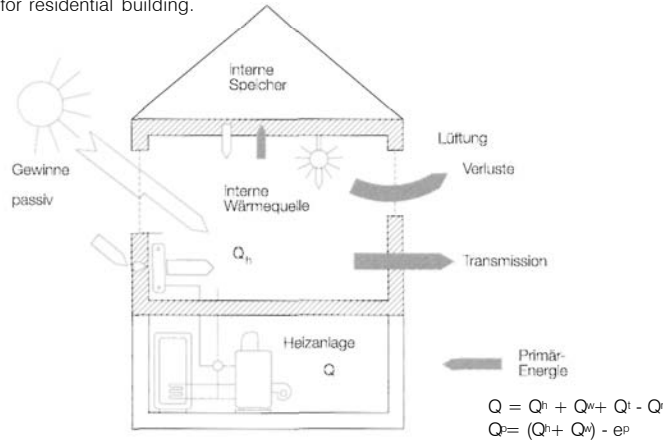 for residential building.
Interne
Speicher
Gewinne
passiv
Lüftung
Verluste
Interne
Wärmequelle
Qh
Transmission
Heizanlage
Q
Primär-
Energie
Q = Qh + Qw+ Qt - Qr
Qp= (Qh+ Qw) - ep